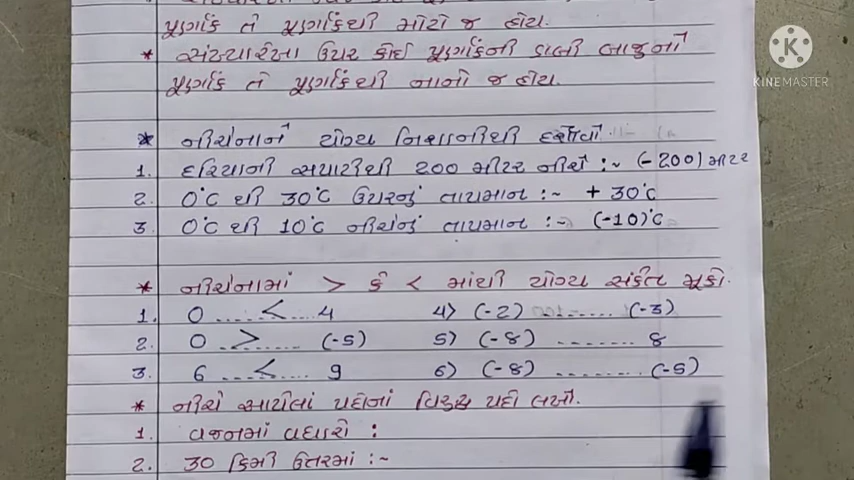 પૂર્ણાંક તે પૂર્ણાંકથી મોટો જ હોય.
* સંખ્યારેખા ઉપર કોઈ પૂર્ણાંકની ડાબી બાજુનો
પૂર્ણાંક તે પૂર્ણાંકથી નાનો જ હોય.
KINEMASTER
* નીચેનાને યોગ્ય નિશાનીથી દર્શાવો.
1. દરિયાની સપાટીથી 200 મીટર નીચે :~ (-200) મીટર
2. 0°C થી 30°C ઉપરનું તાપમાન :~ + 30°C
3. 0°C થી 10°C નીચેનું તાપમાન :~ (-10)°C
* નીચેનામાં > કે < માંથી યોગ્ય સંકેત મૂકો.
1. 0 ....<.... 4 4) (-2) ........ (-3)
2. 0 ....>.... (-5) 5) (-8) ........ 8
3. 6 ....<.... 9 6) (-8) ......... (-5)
* નીચે આપેલાં પદોનાં વિરુદ્ધ પદો લખો.
1. વજનમાં વધારો :
2. 30 કિમી ઉત્તરમાં :~